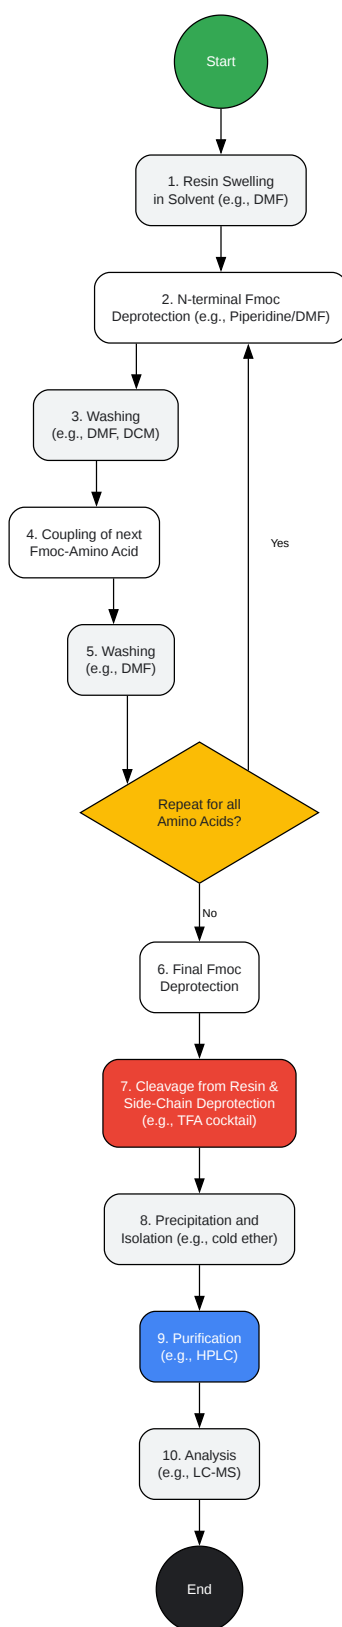 Start
1. Resin Swelling
in Solvent (e.g., DMF)
2. N-terminal Fmoc
Deprotection (e.g., Piperidine/DMF)
3. Washing
(e.g., DMF, DCM)
4. Coupling of next
Fmoc-Amino Acid
Yes
5. Washing
(e.g., DMF)
Repeat for all
Amino Acids?
No
6. Final Fmoc
Deprotection
7. Cleavage from Resin &
Side-Chain Deprotection
(e.g., TFA cocktail)
8. Precipitation and
Isolation (e.g., cold ether)
9. Purification
(e.g., HPLC)
10. Analysis
(e.g., LC-MS)
End